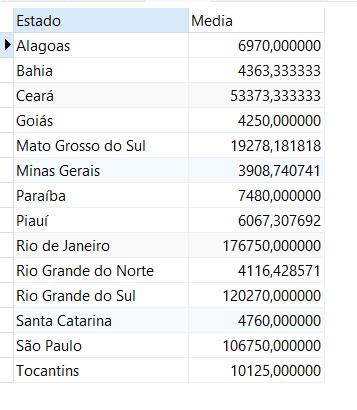 Estado Media
Alagoas 6970,000000
Bahia 4363,333333
Ceará 53373,333333
Goiás 4250,000000
Mato Grosso do Sul 19278,181818
Minas Gerais 3908,740741
Paraíba 7480,000000
Piauí 6067,307692
Rio de Janeiro 176750,000000
Rio Grande do Norte 4116,428571
Rio Grande do Sul 120270,000000
Santa Catarina 4760,000000
São Paulo 106750,000000
Tocantins 10125,000000